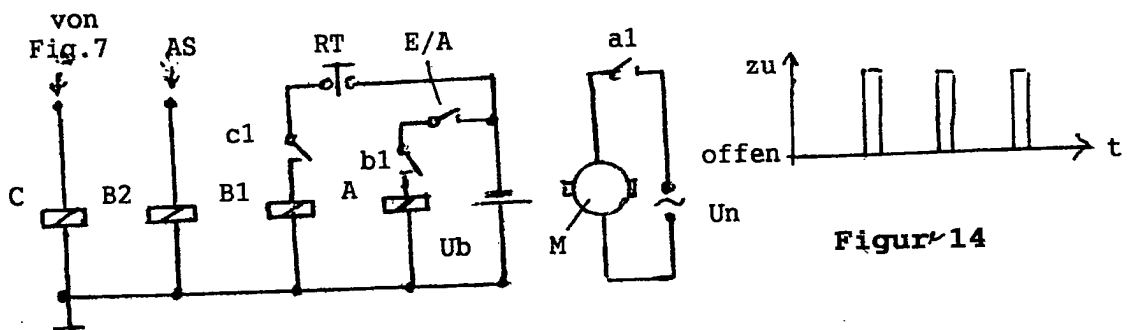 von
Fig.7
AS
RT
E/A
a1
zu
offen
t
c1
b1
C
B2
B1
A
Ub
M
Un
Figur 14